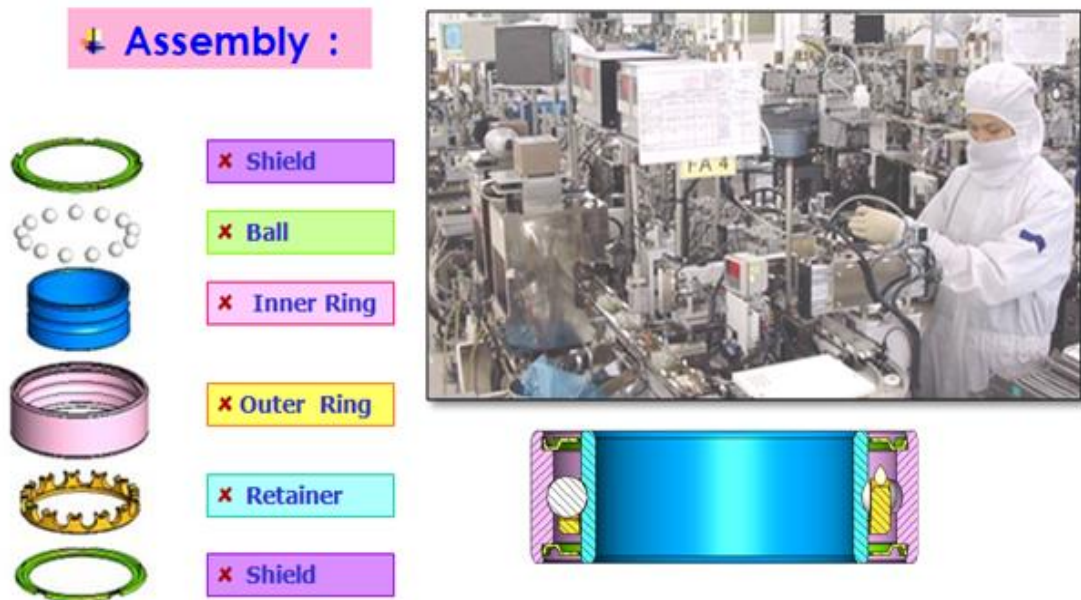 Assembly :
✘ Shield
✘ Ball
✘ Inner Ring
✘ Outer Ring
✘ Retainer
✘ Shield
FA 4